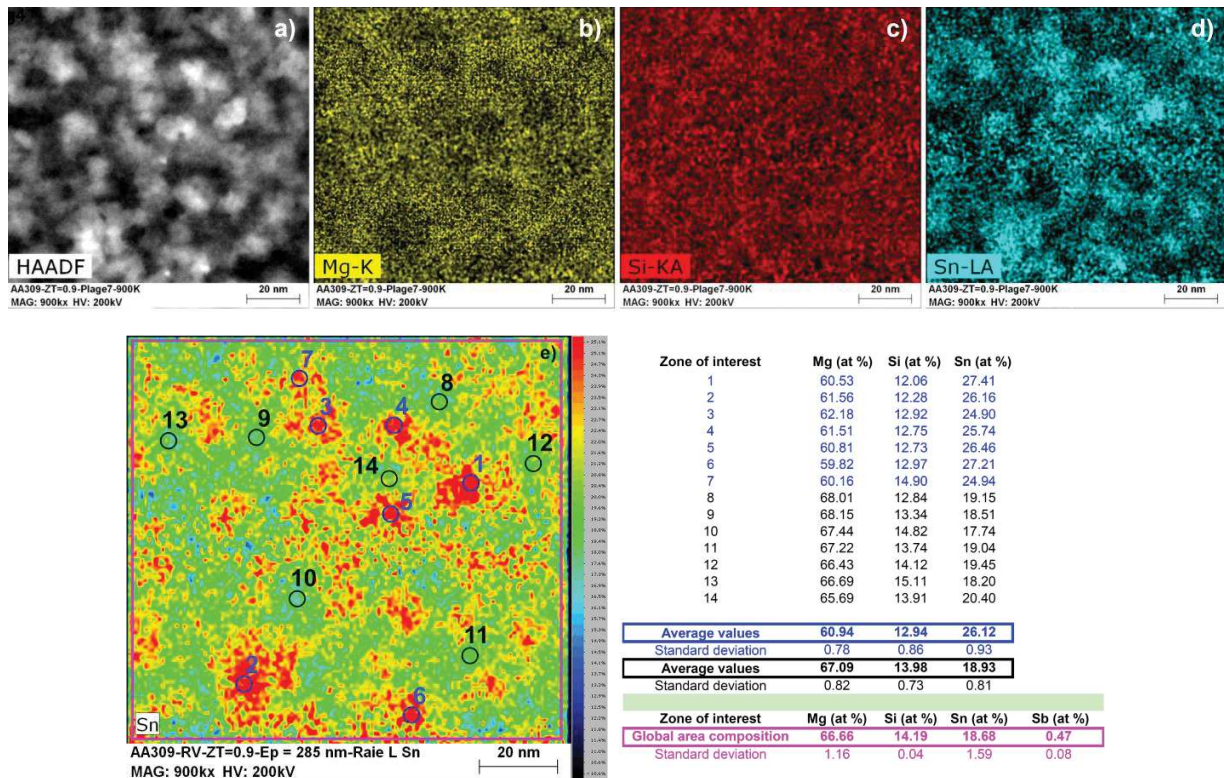 a)
HAADF
AA309-ZT=0.9-Plage7-900K
MAG: 900kx HV: 200kV
20 nm
b)
Mg-K
AA309-ZT=0.9-Plage7-900K
MAG: 900kx HV: 200kV
20 nm
c)
Si-KA
AA309-ZT=0.9-Plage7-900K
MAG: 900kx HV: 200kV
20 nm
d)
Sn-LA
AA309-ZT=0.9-Plage7-900K
MAG: 900kx HV: 200kV
20 nm
e)
7
8
3
4
9
13
12
14
1
5
10
11
2
6
Sn
AA309-RV-ZT=0.9-Ep = 285 nm-Raie L Sn
MAG: 900kx HV: 200kV
20 nm
Zone of interest Mg (at %) Si (at %) Sn (at %)
1 60.53 12.06 27.41
2 61.56 12.28 26.16
3 62.18 12.92 24.90
4 61.51 12.75 25.74
5 60.81 12.73 26.46
6 59.82 12.97 27.21
7 60.16 14.90 24.94
8 68.01 12.84 19.15
9 68.15 13.34 18.51
10 67.44 14.82 17.74
11 67.22 13.74 19.04
12 66.43 14.12 19.45
13 66.69 15.11 18.20
14 65.69 13.91 20.40
Average values 60.94 12.94 26.12
Standard deviation 0.78 0.86 0.93
Average values 67.09 13.98 18.93
Standard deviation 0.82 0.73 0.81
Zone of interest Mg (at %) Si (at %) Sn (at %) Sb (at %)
Global area composition 66.66 14.19 18.68 0.47
Standard deviation 1.16 0.04 1.59 0.08